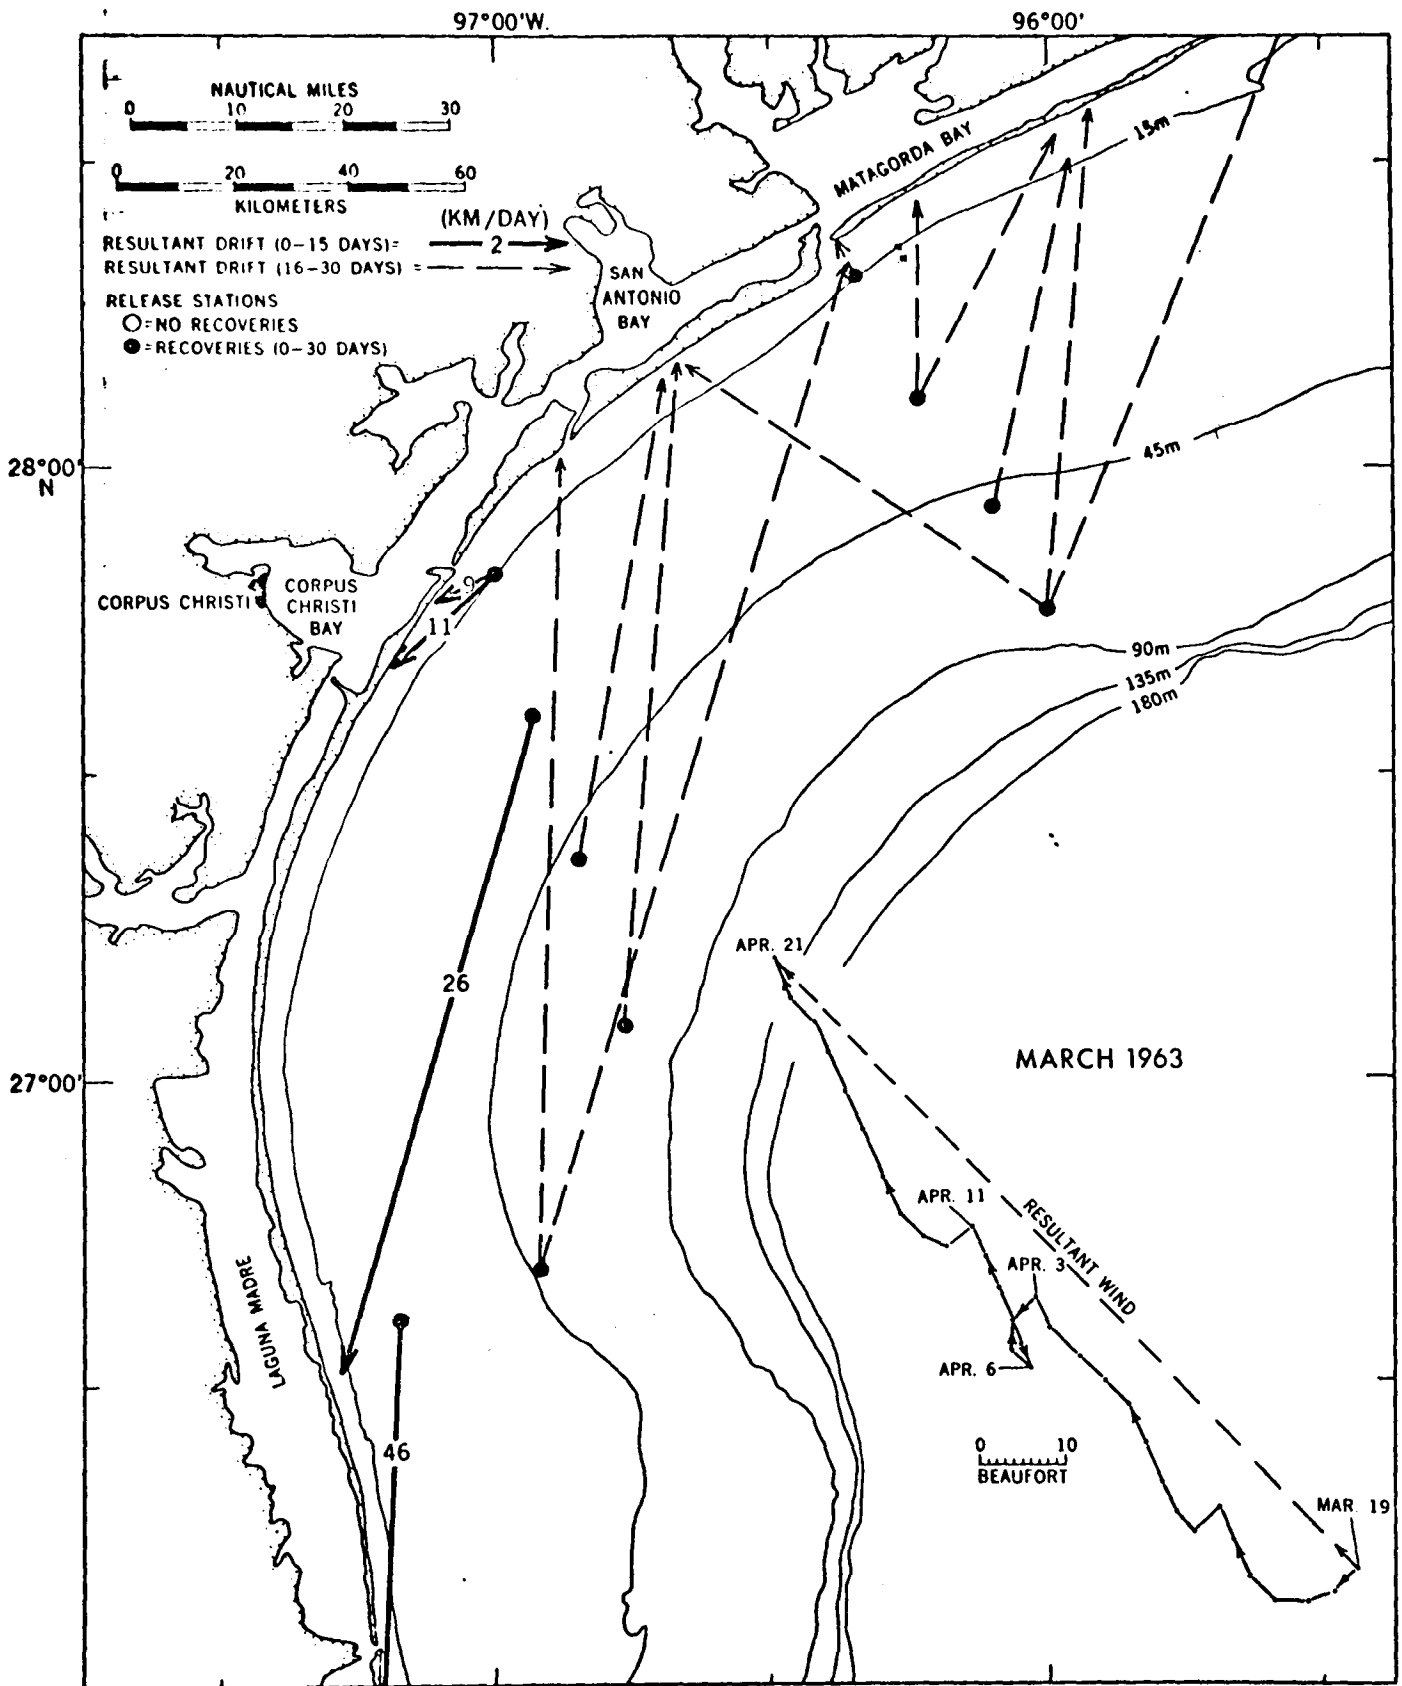 97°00'W.
96°00'
NAUTICAL MILES
0 10 20 30
0 20 40 60
KILOMETERS
(KM/DAY)
RESULTANT DRIFT (0-15 DAYS)= 2
RESULTANT DRIFT (16-30 DAYS) =
RELEASE STATIONS
O=NO RECOVERIES
●=RECOVERIES (0-30 DAYS)
MATAGORDA BAY
15m
SAN
ANTONIO
BAY
28°00'
N
45m
CORPUS CHRISTI
CORPUS
CHRISTI
BAY
9
11
90m
135m
180m
26
APR. 21
MARCH 1963
27°00'
APR. 11
RESULTANT WIND
APR. 3
LAGUNA MADRE
APR. 6
46
0 10
BEAUFORT
MAR. 19